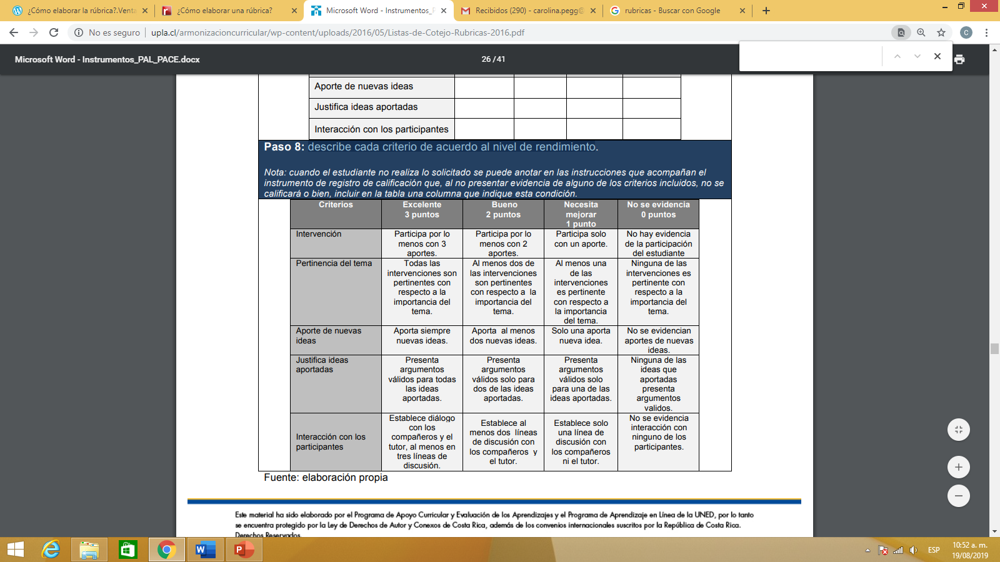 ¿Cómo elaborar la rúbrica?.Venta
¿Cómo elaborar una rúbrica?
Microsoft Word - Instrumentos_P
Recibidos (290) - carolina.pegg@
rubricas - Buscar con Google
No es seguro
upla.cl/armonizacioncurricular/wp-content/uploads/2016/05/Listas-de-Cotejo-Rubricas-2016.pdf
C
Microsoft Word - Instrumentos_PAL_PACE.docx
26 /41
Aporte de nuevas ideas
Justifica ideas aportadas
Interacción con los participantes
Paso 8: describe cada criterio de acuerdo al nivel de rendimiento.
Nota: cuando el estudiante no realiza lo solicitado se puede anotar en las instrucciones que acompañan el
instrumento de registro de calificación que, al no presentar evidencia de alguno de los criterios incluidos, no se
calificará o bien, incluir en la tabla una columna que indique esta condición.
Criterios
Excelente
3 puntos
Bueno
2 puntos
Necesita
mejorar
1 punto
No se evidencia
0 puntos
Intervención
Participa por lo
menos con 3
aportes.
Participa por lo
menos con 2
aportes.
Participa solo
con un aporte.
No hay evidencia
de la participación
del estudiante
Pertinencia del tema
Todas las
intervenciones son
pertinentes con
respecto a la
importancia del
tema.
Al menos dos de
las intervenciones
son pertinentes
con respecto a  la
importancia del
tema.
Al menos una
de las
intervenciones
es pertinente
con respecto a
la importancia
del tema.
Ninguna de las
intervenciones es
pertinente con
respecto a la
importancia del
tema.
Aporte de nuevas
ideas
Aporta siempre
nuevas ideas.
Aporta  al menos
dos nuevas ideas.
Solo una aporta
nueva idea.
No se evidencian
aportes de nuevas
ideas.
Justifica ideas
aportadas
Presenta
argumentos
válidos para todas
las ideas
aportadas.
Presenta
argumentos
válidos solo para
dos de las ideas
aportadas.
Presenta
argumentos
válidos solo
para una de las
ideas aportadas.
Ninguna de las
ideas que
aportadas
presenta
argumentos
validos.
Interacción con los
participantes
Establece diálogo
con los
compañeros y el
tutor, al menos en
tres líneas de
discusión.
Establece al
menos dos  líneas
de discusión con
los compañeros  y
el tutor.
Establece solo
una línea de
discusión con
los compañeros
ni el tutor.
No se evidencia
interacción con
ninguno de los
participantes.
Fuente: elaboración propia
Este material ha sido elaborado por el Programa de Apoyo Curricular y Evaluación de los Aprendizajes y el Programa de Aprendizaje en Línea de la UNED, por lo tanto
se encuentra protegido por la Ley de Derechos de Autor y Conexos de Costa Rica, además de los convenios internacionales suscritos por la República de Costa Rica.
Derechos Reservados
ESP
10:52 a. m.
19/08/2019